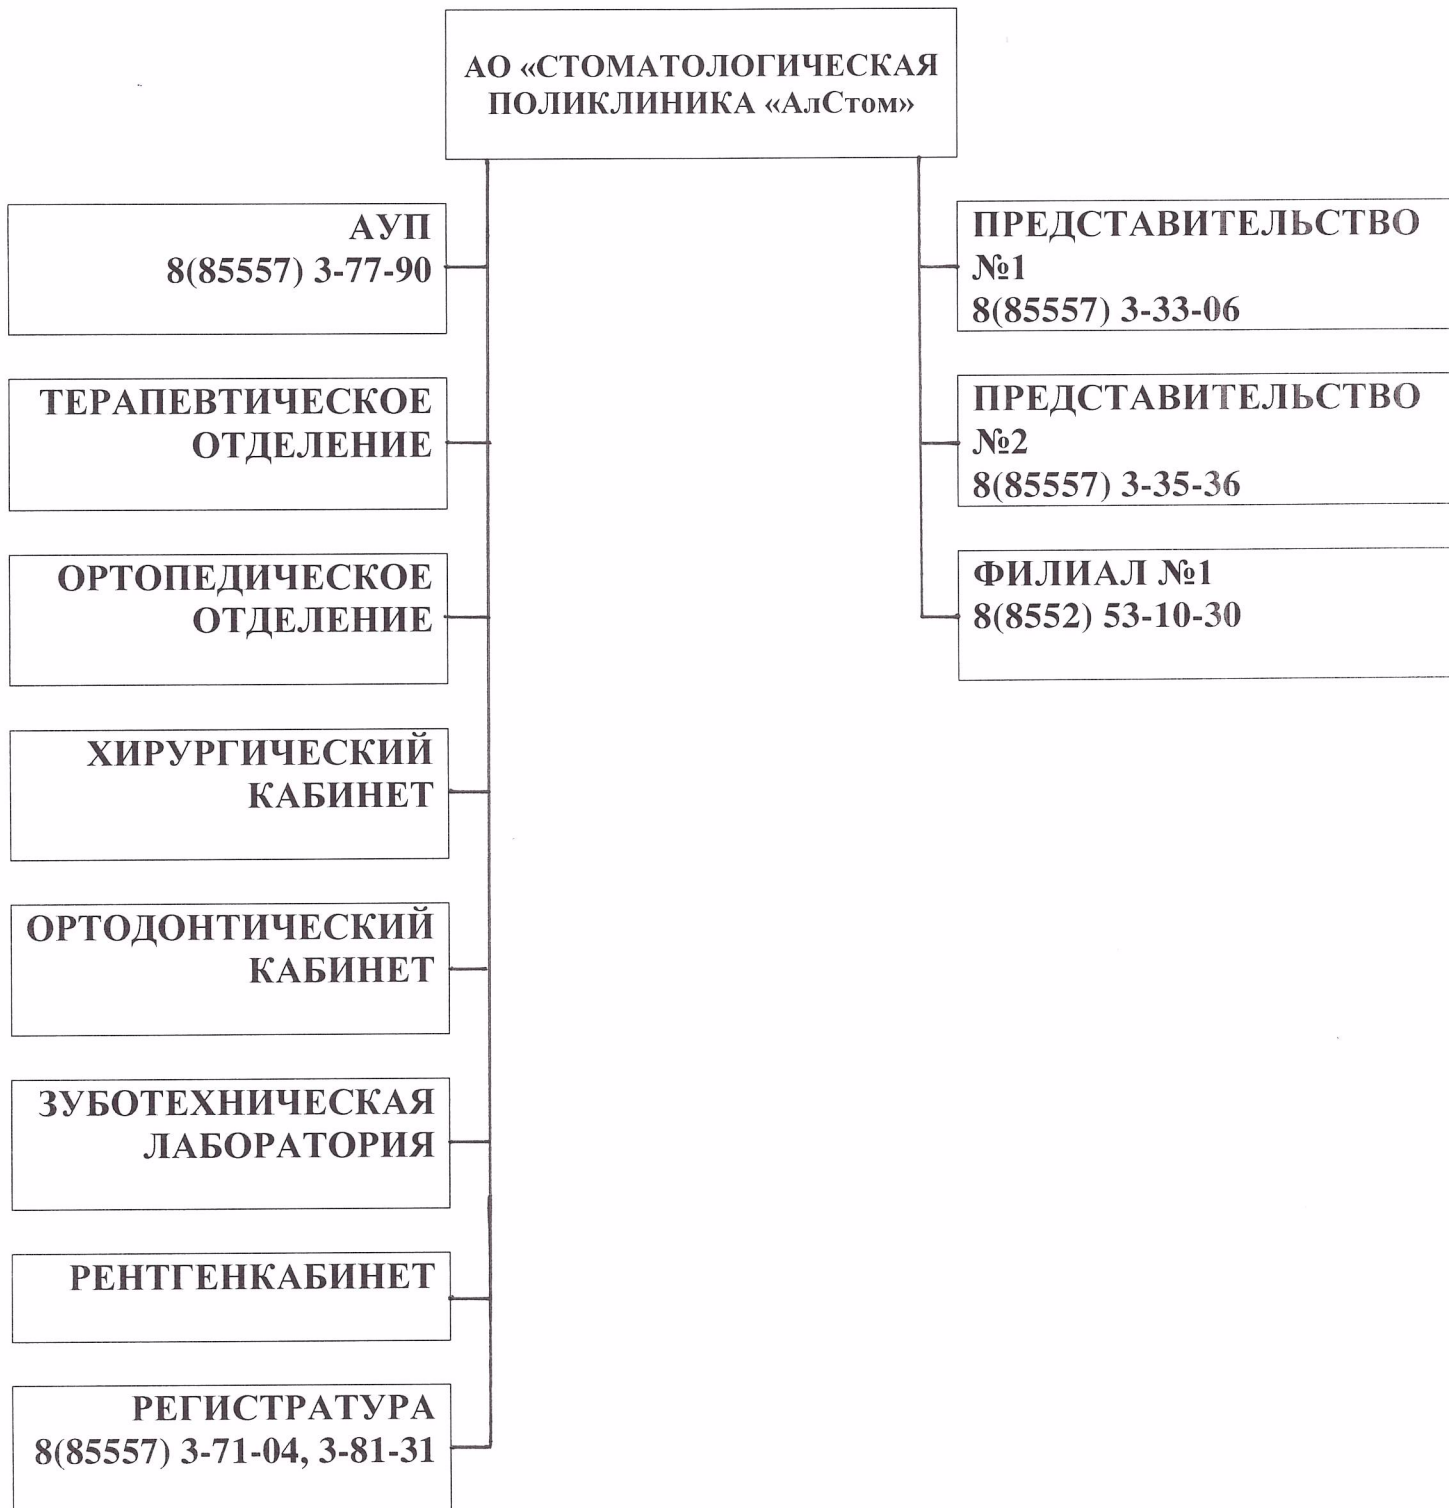 АО «СТОМАТОЛОГИЧЕСКАЯ
ПОЛИКЛИНИКА «АлСтом»
АУП
8(85557) 3-77-90
ТЕРАПЕВТИЧЕСКОЕ
ОТДЕЛЕНИЕ
ОРТОПЕДИЧЕСКОЕ
ОТДЕЛЕНИЕ
ХИРУРГИЧЕСКИЙ
КАБИНЕТ
ОРТОДОНТИЧЕСКИЙ
КАБИНЕТ
ЗУБОТЕХНИЧЕСКАЯ
ЛАБОРАТОРИЯ
РЕНТГЕНКАБИНЕТ
РЕГИСТРАТУРА
8(85557) 3-71-04, 3-81-31
ПРЕДСТАВИТЕЛЬСТВО
№1
8(85557) 3-33-06
ПРЕДСТАВИТЕЛЬСТВО
№2
8(85557) 3-35-36
ФИЛИАЛ №1
8(8552) 53-10-30